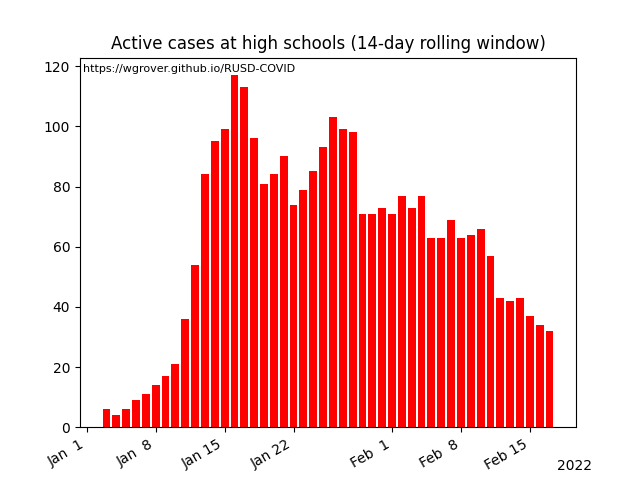 Active cases at high schools (14-day rolling window)
https://wgrover.github.io/RUSD-COVID
120
100
80
60
40
20
0
Jan 1
Jan 8
Jan 15
Jan 22
Feb 1
Feb 8
Feb 15
2022